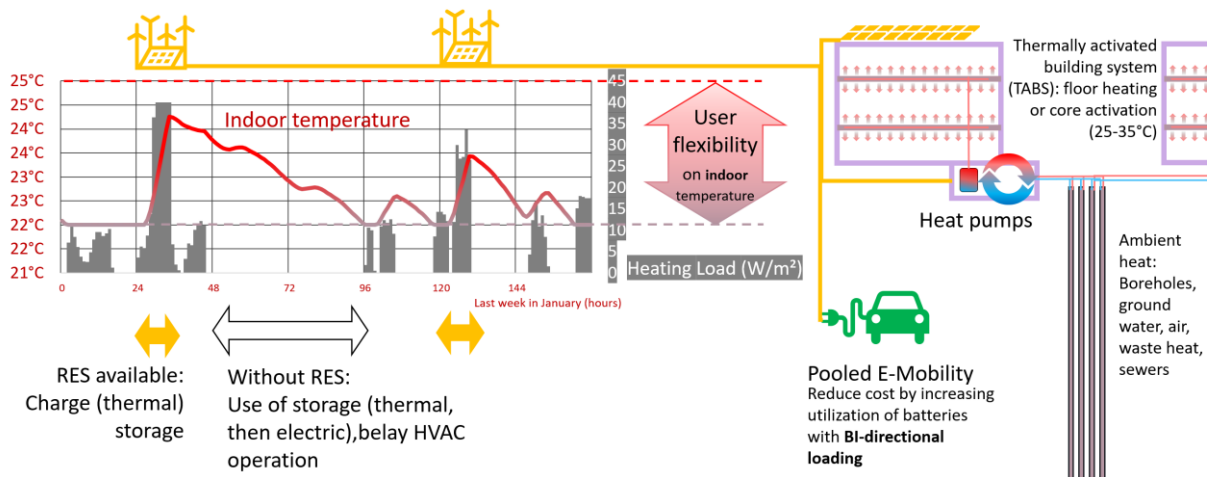 25°C
25°C
24°C
24°C
23°C
23°C
22°C
22°C
21°C
Indoor temperature
45
40
35
30
25
20
15
10
5
0
0
24
48
72
96
120
144
Last week in January (hours)
Heating Load (W/m²)
User
flexibility
on indoor
temperature
RES available:
Charge (thermal)
storage
Without RES:
Use of storage (thermal,
then electric),belay HVAC
operation
Thermally activated
building system
(TABS): floor heating
or core activation
(25-35°C)
Heat pumps
Ambient
heat:
Boreholes,
ground
water, air,
waste heat,
sewers
Pooled E-Mobility
Reduce cost by increasing
utilization of batteries
with BI-directional
loading